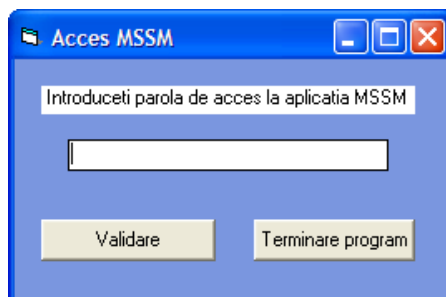 Acces MSSM
Introduceti parola de acces la aplicatia MSSM
Validare
Terminare program